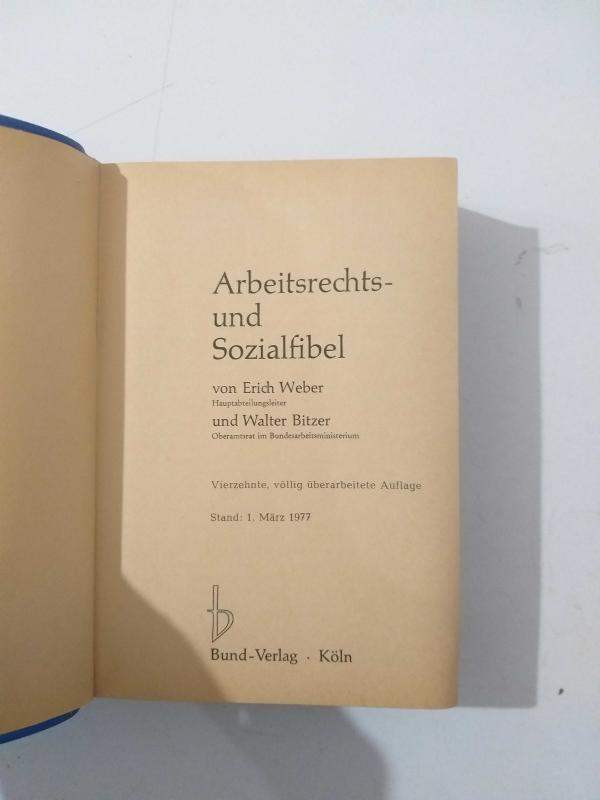 Arbeitsrechts-
und
Sozialfibel
von Erich Weber
Hauptabteilungsleiter
und Walter Bitzer
Oberamtsrat im Bundesarbeitsministerium
Vierzehnte, völlig überarbeitete Auflage
Stand: 1. März 1977
b
Bund-Verlag · Köln